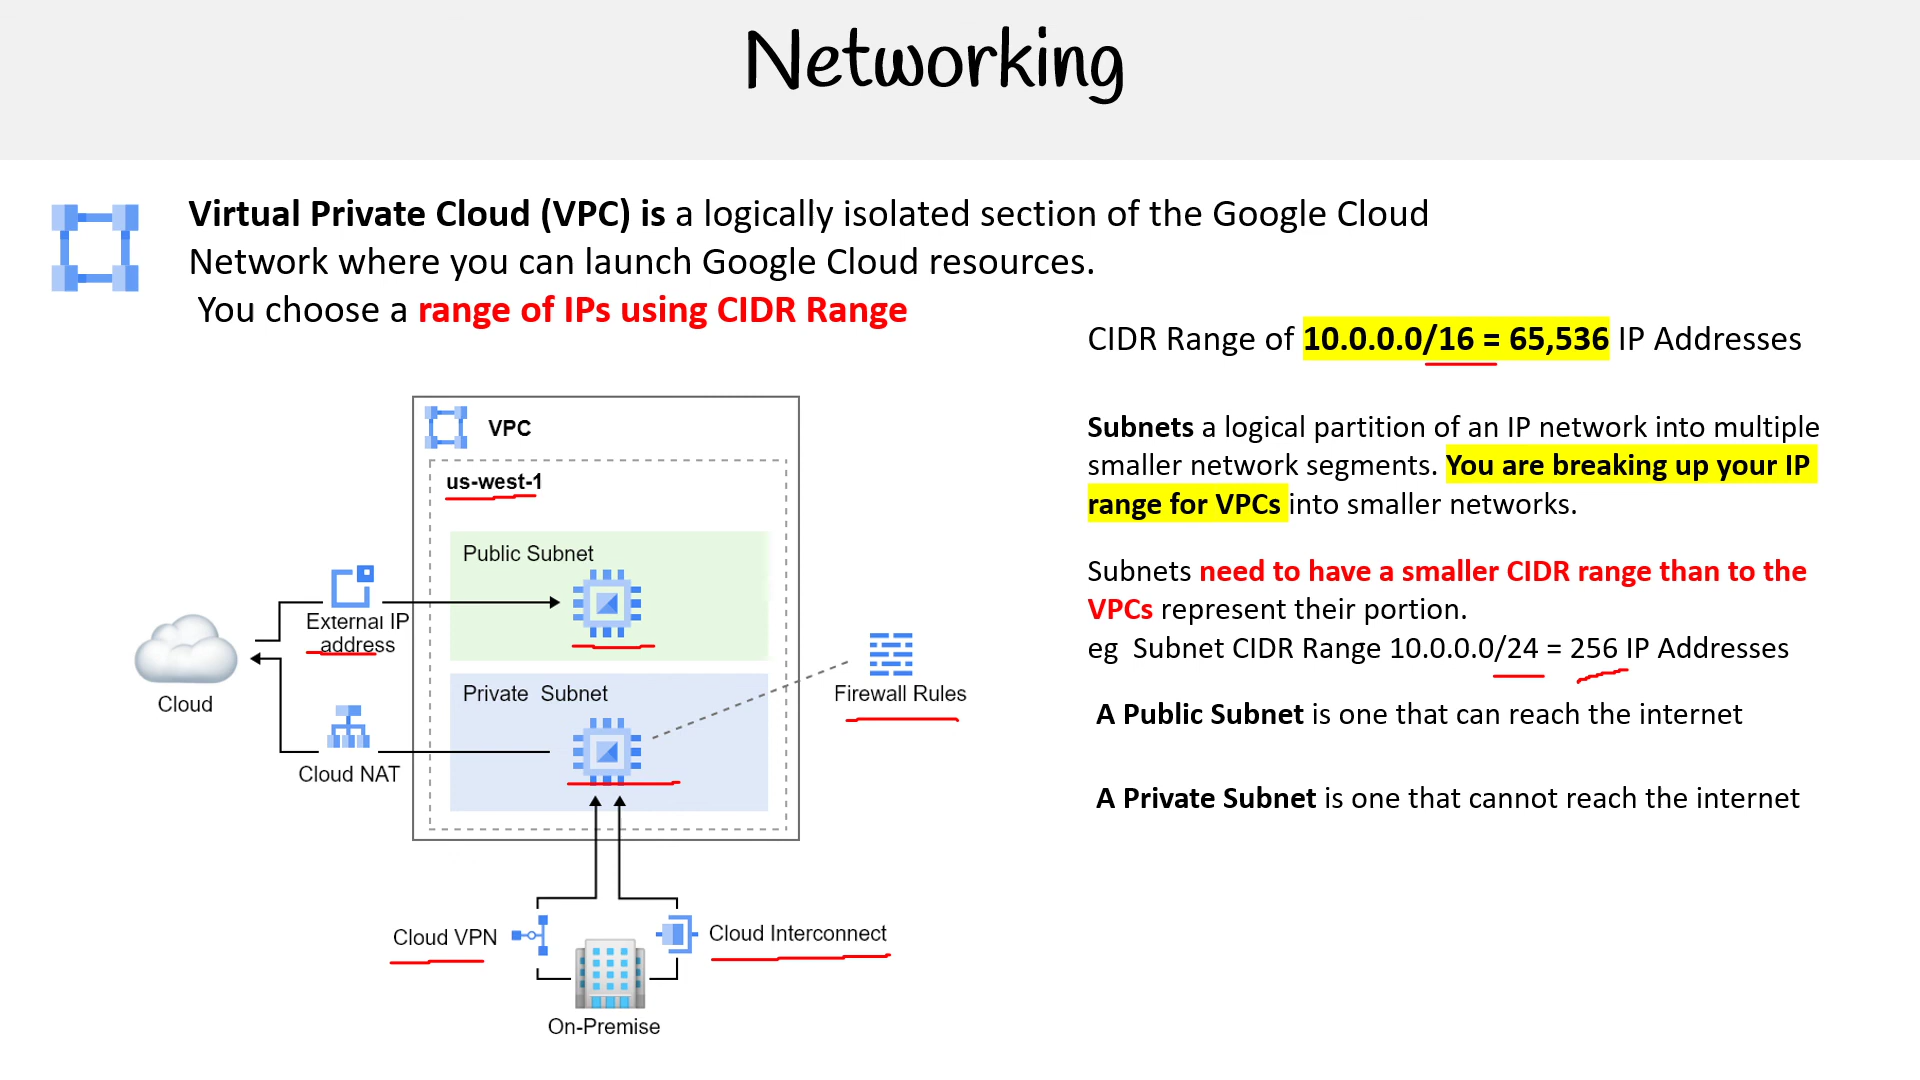 Networking
Virtual Private Cloud (VPC) is a logically isolated section of the Google Cloud
Network where you can launch Google Cloud resources.
You choose a range of IPs using CIDR Range
CIDR Range of 10.0.0.0/16 = 65,536 IP Addresses
Subnets a logical partition of an IP network into multiple
smaller network segments. You are breaking up your IP
range for VPCs into smaller networks.
Subnets need to have a smaller CIDR range than to the
VPCs represent their portion.
eg Subnet CIDR Range 10.0.0.0/24 = 256 IP Addresses
A Public Subnet is one that can reach the internet
A Private Subnet is one that cannot reach the internet
VPC
us-west-1
Public Subnet
External IP
address
Cloud
Private Subnet
Firewall Rules
Cloud NAT
Cloud VPN
Cloud Interconnect
On-Premise